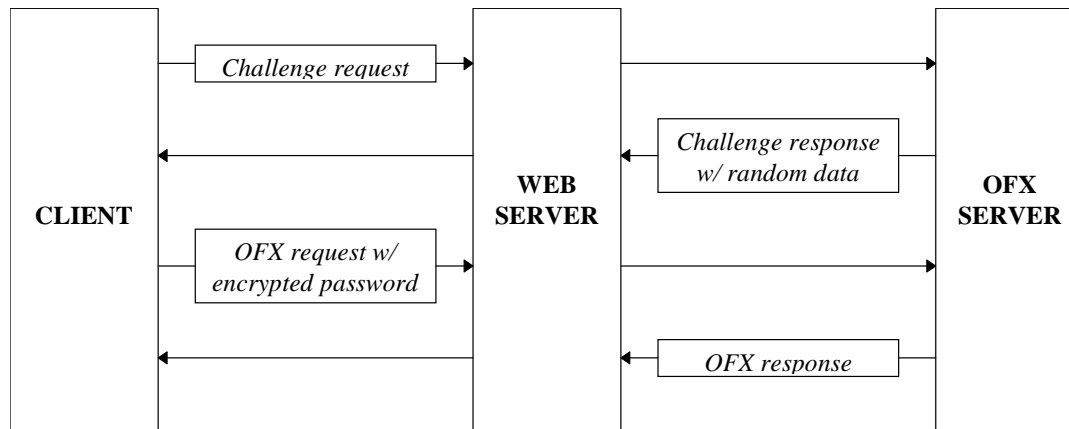 Challenge request
Challenge response
w/ random data
WEB
SERVER
CLIENT
OFX
SERVER
OFX request w/
encrypted password
OFX response